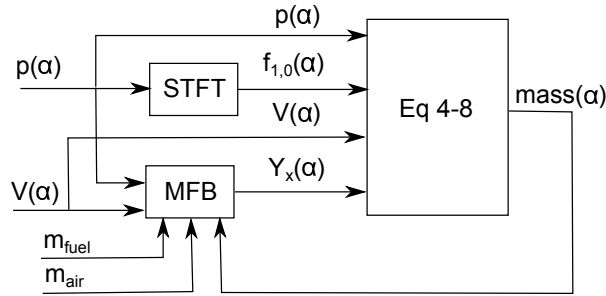 p(α)
p(α)
STFT
f1,0(α)
V(α)
Eq 4-8
mass(α)
V(α)
MFB
Yx(α)
mfuel
mair